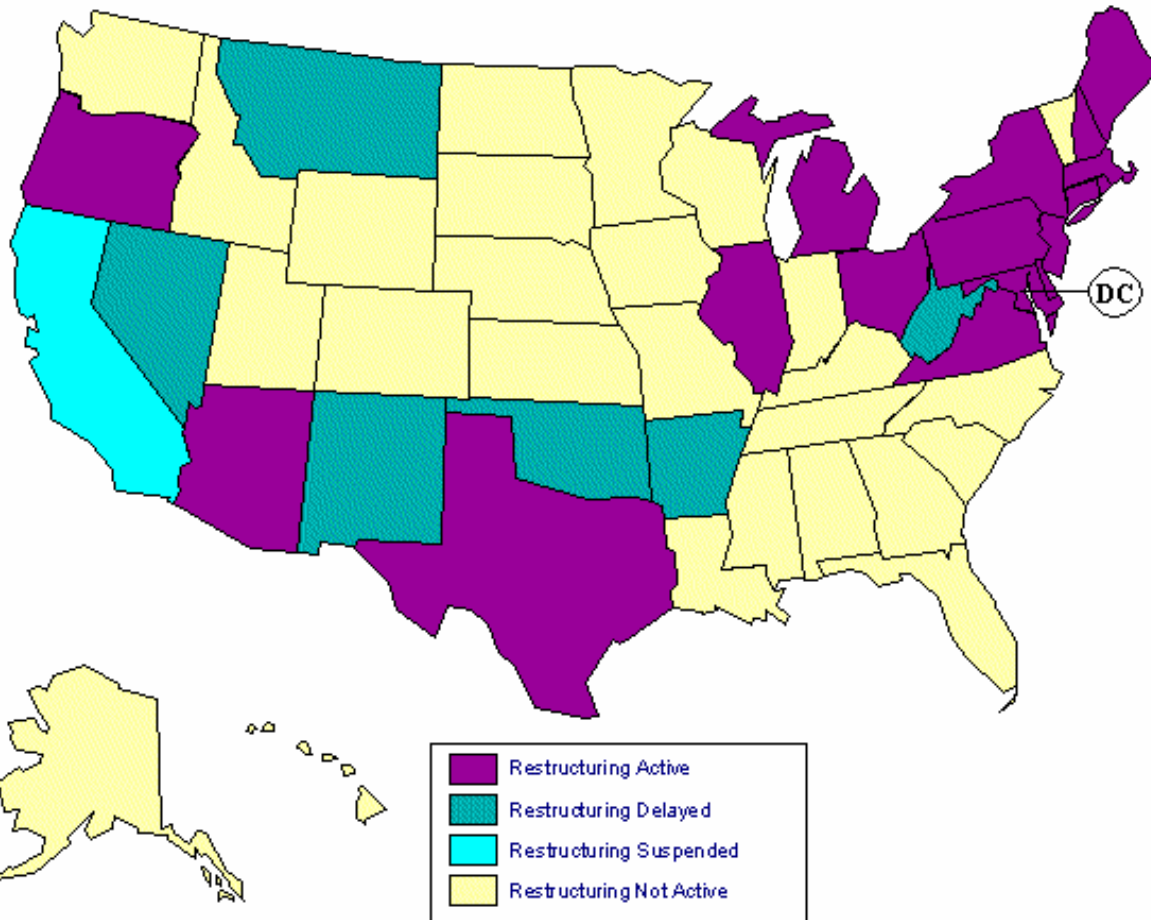 DC
Restructuring Active
Restructuring Delayed
Restructuring Suspended
Restructuring Not Active